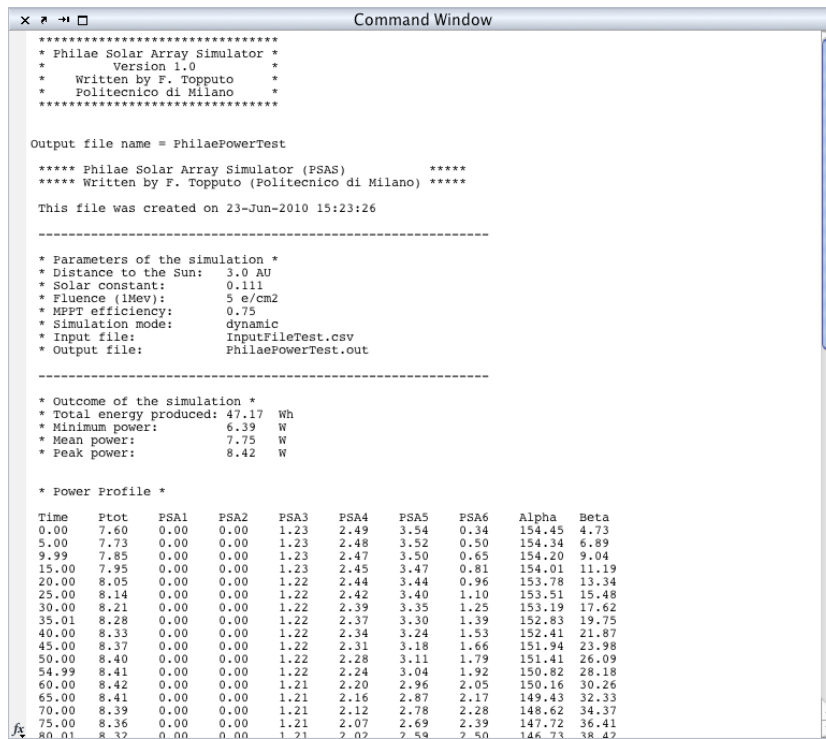 Command Window
********************************
* Philae Solar Array Simulator *
* Version 1.0 *
* Written by F. Topputo *
* Politecnico di Milano *
********************************
Output file name = PhilaePowerTest
***** Philae Solar Array Simulator (PSAS) *****
***** Written by F. Topputo (Politecnico di Milano) *****
This file was created on 23-Jun-2010 15:23:26
------------------------------------------------------------
* Parameters of the simulation *
* Distance to the Sun: 3.0 AU
* Solar constant: 0.111
* Fluence (1Mev): 5 e/cm2
* MPPT efficiency: 0.75
* Simulation mode: dynamic
* Input file: InputFileTest.csv
* Output file: PhilaePowerTest.out
------------------------------------------------------------
* Outcome of the simulation *
* Total energy produced: 47.17 Wh
* Minimum power: 6.39 W
* Mean power: 7.75 W
* Peak power: 8.42 W
* Power Profile *
Time Ptot PSA1 PSA2 PSA3 PSA4 PSA5 PSA6 Alpha Beta
0.00 7.60 0.00 0.00 1.23 2.49 3.54 0.34 154.45 4.73
5.00 7.73 0.00 0.00 1.23 2.48 3.52 0.50 154.34 6.89
9.99 7.85 0.00 0.00 1.23 2.47 3.50 0.65 154.20 9.04
15.00 7.95 0.00 0.00 1.23 2.45 3.47 0.81 154.01 11.19
20.00 8.05 0.00 0.00 1.22 2.44 3.44 0.96 153.78 13.34
25.00 8.14 0.00 0.00 1.22 2.42 3.40 1.10 153.51 15.48
30.00 8.21 0.00 0.00 1.22 2.39 3.35 1.25 153.19 17.62
35.01 8.28 0.00 0.00 1.22 2.37 3.30 1.39 152.83 19.75
40.00 8.33 0.00 0.00 1.22 2.34 3.24 1.53 152.41 21.87
45.00 8.37 0.00 0.00 1.22 2.31 3.18 1.66 151.94 23.98
50.00 8.40 0.00 0.00 1.22 2.28 3.11 1.79 151.41 26.09
54.99 8.41 0.00 0.00 1.22 2.24 3.04 1.92 150.82 28.18
60.00 8.42 0.00 0.00 1.21 2.20 2.96 2.05 150.16 30.26
65.00 8.41 0.00 0.00 1.21 2.16 2.87 2.17 149.43 32.33
70.00 8.39 0.00 0.00 1.21 2.12 2.78 2.28 148.62 34.37
75.00 8.36 0.00 0.00 1.21 2.07 2.69 2.39 147.72 36.41
fx 80.01 8.32 0.00 0.00 1.21 2.02 2.59 2.50 146.73 38.42